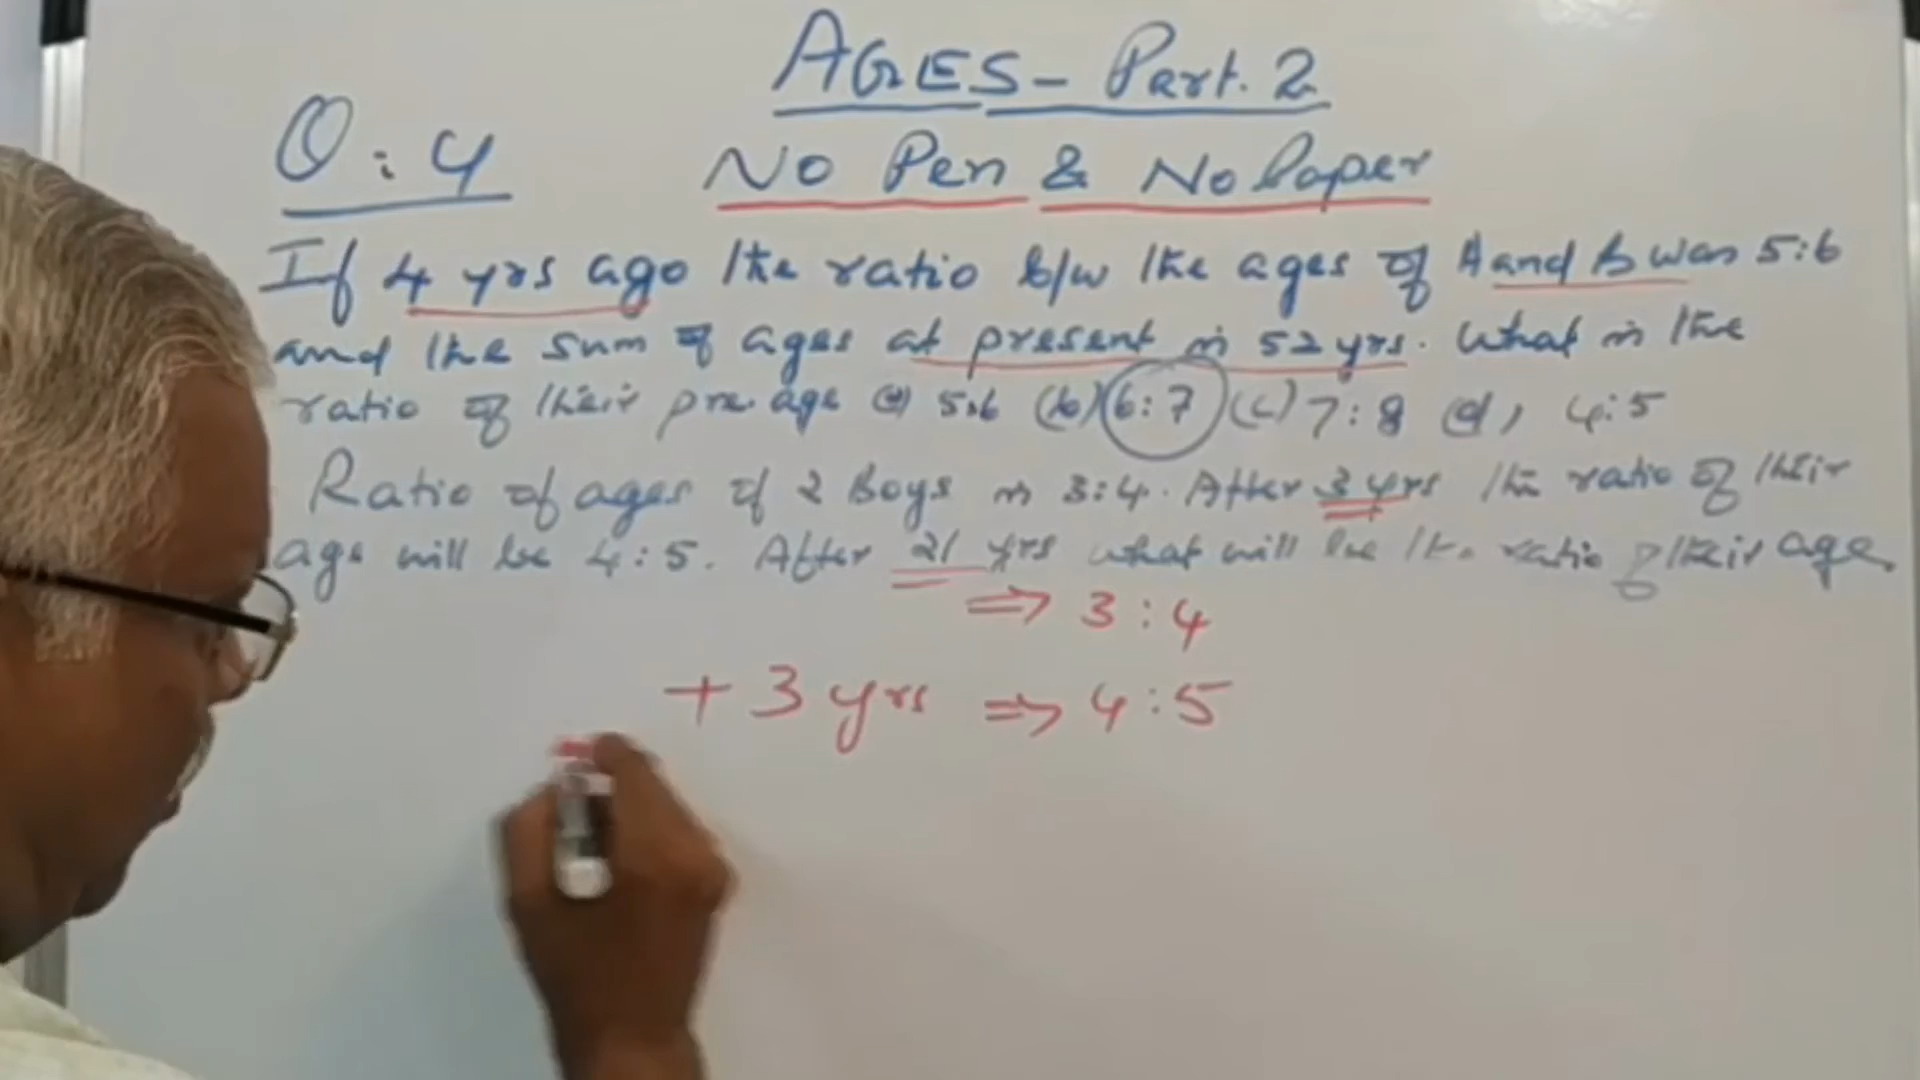 AGES - Part. 2
Q: 4
No Pen & No Paper
If 4 yrs ago the ratio b/w the ages of A and B was 5:6
and the sum of ages at present is 52 yrs. What is the
ratio of their pre. age (a) 5:6 (b) 6:7 (c) 7:8 (d) 4:5
Ratio of ages of 2 Boys is 3:4. After 3 yrs the ratio of their
age will be 4:5. After 21 yrs what will be the ratio of their age.
⇒ 3:4
+ 3 yrs ⇒ 4:5